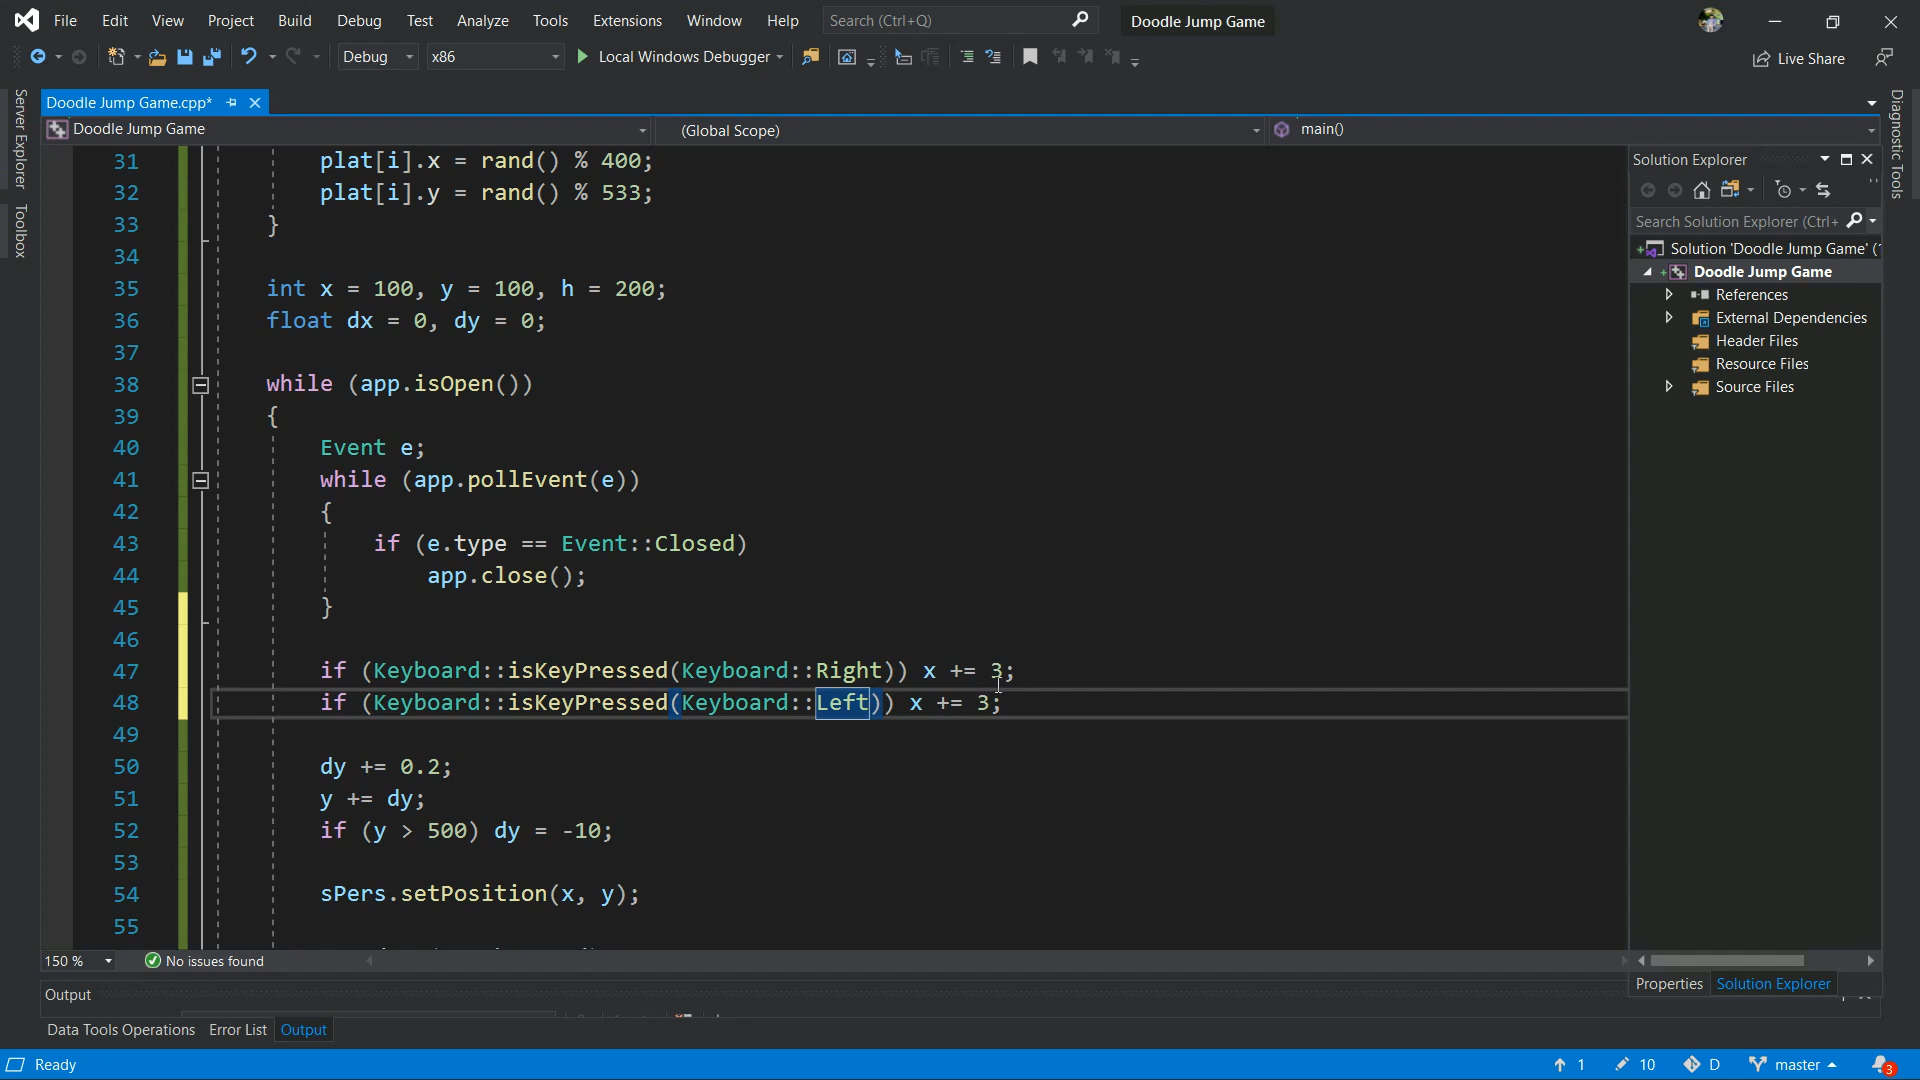 File Edit View Project Build Debug Test Analyze Tools Extensions Window Help Search (Ctrl+Q) Doodle Jump Game
Debug x86 Local Windows Debugger Live Share
Server Explorer
Toolbox
Doodle Jump Game.cpp*
Doodle Jump Game (Global Scope) main()
31 plat[i].x = rand() % 400;
32 plat[i].y = rand() % 533;
33 }
34
35 int x = 100, y = 100, h = 200;
36 float dx = 0, dy = 0;
37
38 while (app.isOpen())
39 {
40 Event e;
41 while (app.pollEvent(e))
42 {
43 if (e.type == Event::Closed)
44 app.close();
45 }
46
47 if (Keyboard::isKeyPressed(Keyboard::Right)) x += 3;
48 if (Keyboard::isKeyPressed(Keyboard::Left)) x += 3;
49
50 dy += 0.2;
51 y += dy;
52 if (y > 500) dy = -10;
53
54 sPers.setPosition(x, y);
55
150 % No issues found
Output
Data Tools Operations Error List Output
Solution Explorer
Search Solution Explorer (Ctrl+
Solution 'Doodle Jump Game' (
Doodle Jump Game
References
External Dependencies
Header Files
Resource Files
Source Files
Properties Solution Explorer
Diagnostic Tools
Ready 1 10 D master 3